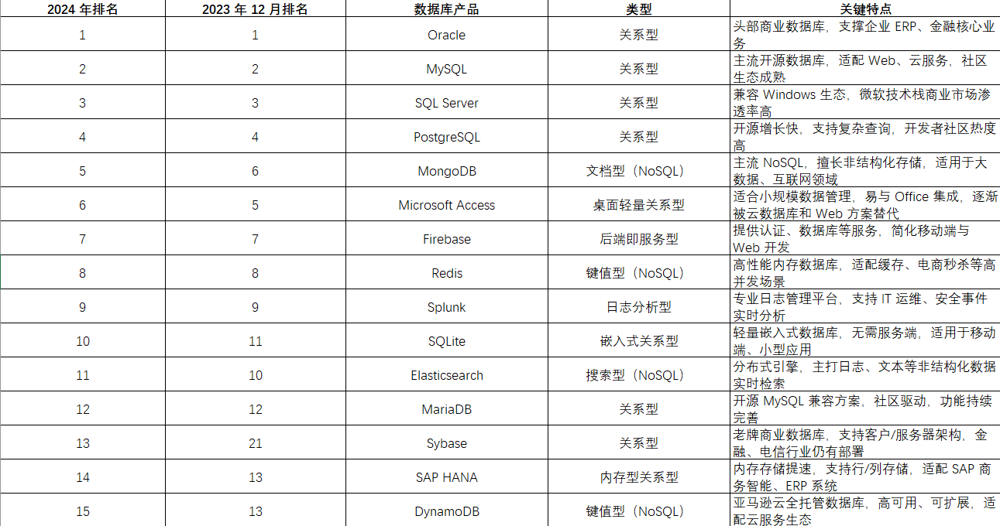 2024 年排名 2023 年 12 月排名 数据库产品 类型 关键特点
1 1 Oracle 关系型 头部商业数据库，支撑企业 ERP、金融核心业
务
2 2 MySQL 关系型 主流开源数据库，适配 Web、云服务，社区
生态成熟
3 3 SQL Server 关系型 兼容 Windows 生态，微软技术栈商业市场渗
透率高
4 4 PostgreSQL 关系型 开源增长快，支持复杂查询，开发者社区热度
高
5 6 MongoDB 文档型（NoSQL） 主流 NoSQL，擅长非结构化存储，适用于大
数据、互联网领域
6 5 Microsoft Access 桌面轻量关系型 适合小规模数据管理，易与 Office 集成，逐渐
被云数据库和 Web 方案替代
7 7 Firebase 后端即服务型 提供认证、数据库等服务，简化移动端与
Web 开发
8 8 Redis 键值型（NoSQL） 高性能内存数据库，适配缓存、电商秒杀等高
并发场景
9 9 Splunk 日志分析型 专业日志管理平台，支持 IT 运维、安全事件
实时分析
10 11 SQLite 嵌入式关系型 轻量嵌入式数据库，无需服务端，适用于移动
端、小型应用
11 10 Elasticsearch 搜索型（NoSQL） 分布式引擎，主打日志、文本等非结构化数据
实时检索
12 12 MariaDB 关系型 开源 MySQL 兼容方案，社区驱动，功能持续
完善
13 21 Sybase 关系型 老牌商业数据库，支持客户/服务器架构，金
融、电信行业仍有部署
14 13 SAP HANA 内存型关系型 内存存储提速，支持行/列存储，适配 SAP 商
务智能、ERP 系统
15 13 DynamoDB 键值型（NoSQL） 亚马逊云全托管数据库，高可用、可扩展，适
配云服务生态